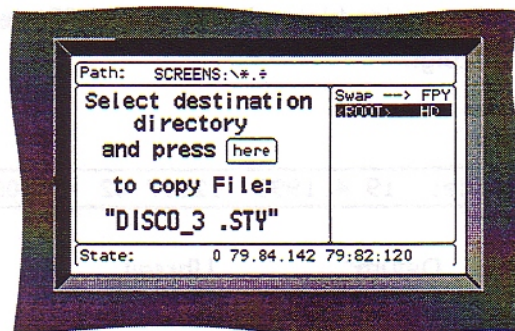 Path: SCREENS:\*.÷
Select destination
directory
and press here
to copy File:
"DISCO_3 .STY"
Swap --> FPY
<ROOT> HD
State: 0 79.84.142 79:82:120